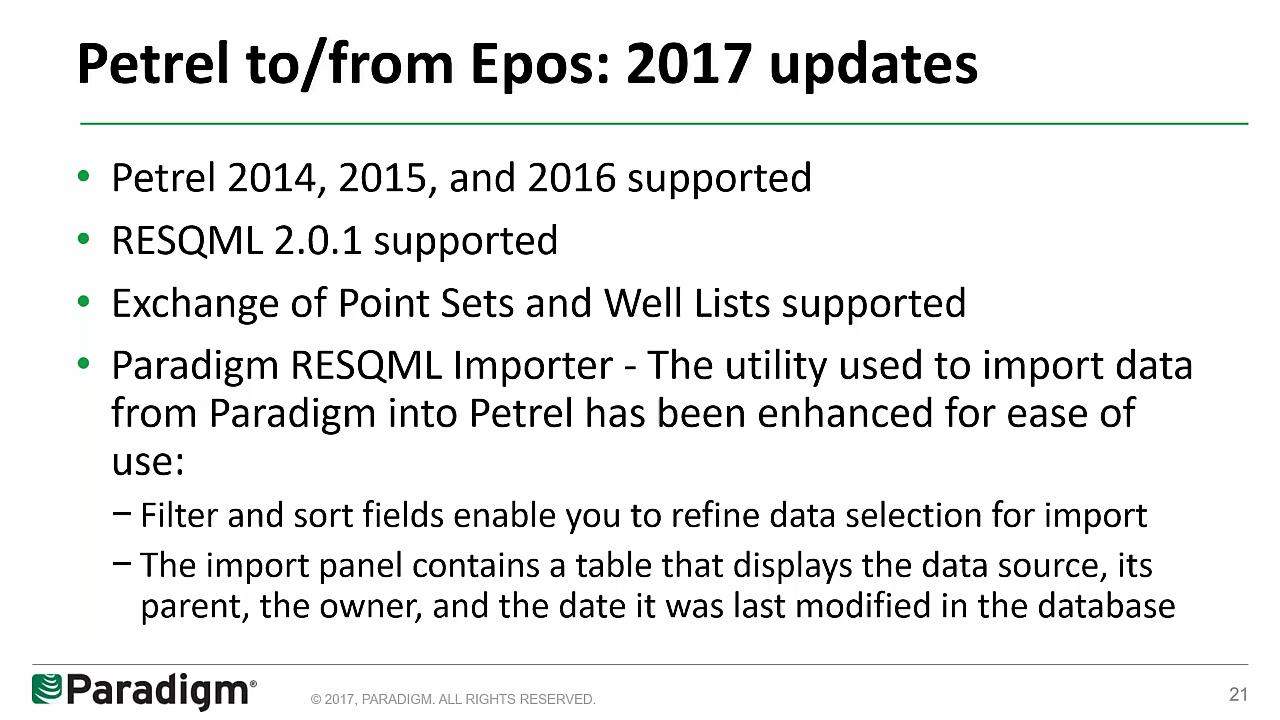 Petrel to/from Epos: 2017 updates
• Petrel 2014, 2015, and 2016 supported
• RESQML 2.0.1 supported
• Exchange of Point Sets and Well Lists supported
• Paradigm RESQML Importer - The utility used to import data
from Paradigm into Petrel has been enhanced for ease of
use:
− Filter and sort fields enable you to refine data selection for import
− The import panel contains a table that displays the data source, its
parent, the owner, and the date it was last modified in the database
Paradigm®
© 2017, PARADIGM. ALL RIGHTS RESERVED.
21